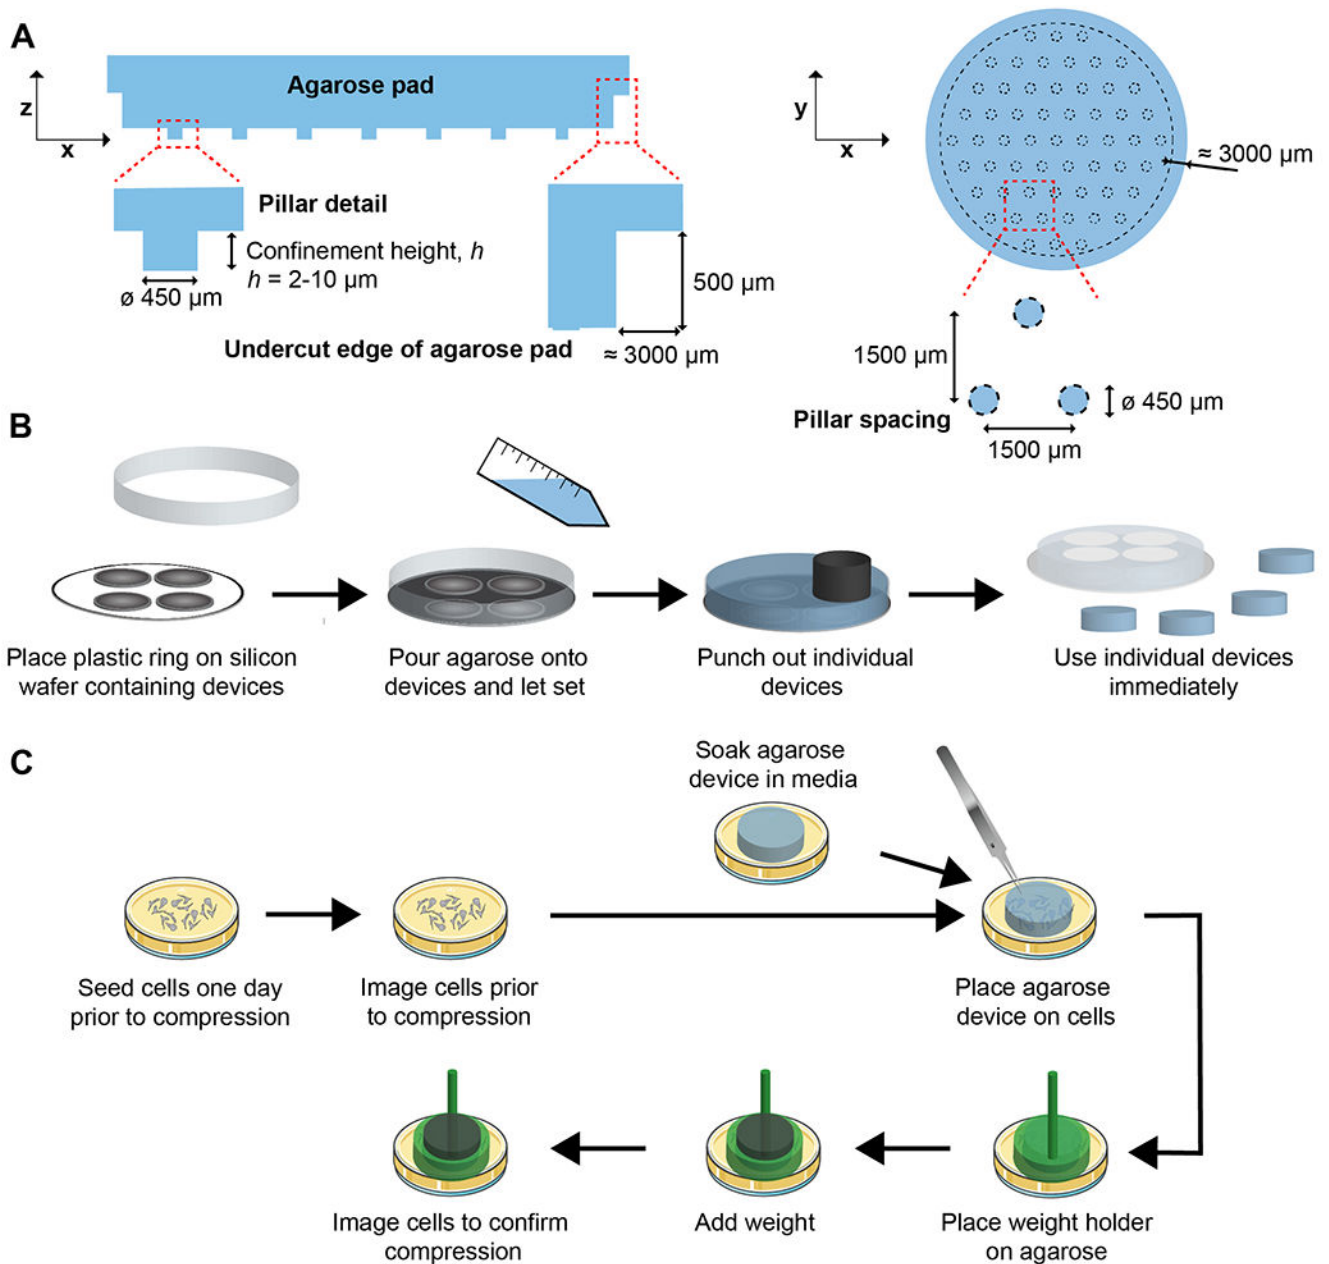 A
Agarose pad
z
x
Pillar detail
Confinement height, h
h = 2-10 µm
ø 450 µm
500 µm
≈ 3000 µm
Undercut edge of agarose pad
y
x
≈ 3000 µm
1500 µm
ø 450 µm
Pillar spacing
1500 µm
B
Place plastic ring on silicon
wafer containing devices
Pour agarose onto
devices and let set
Punch out individual
devices
Use individual devices
immediately
C
Soak agarose
device in media
Seed cells one day
prior to compression
Image cells prior
to compression
Place agarose
device on cells
Image cells to confirm
compression
Add weight
Place weight holder
on agarose